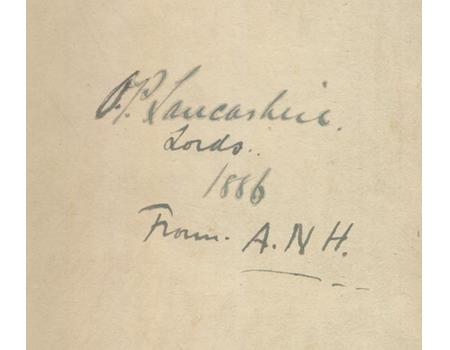 O.P. Lancashire.
Lords.
1886
From. A.N H.